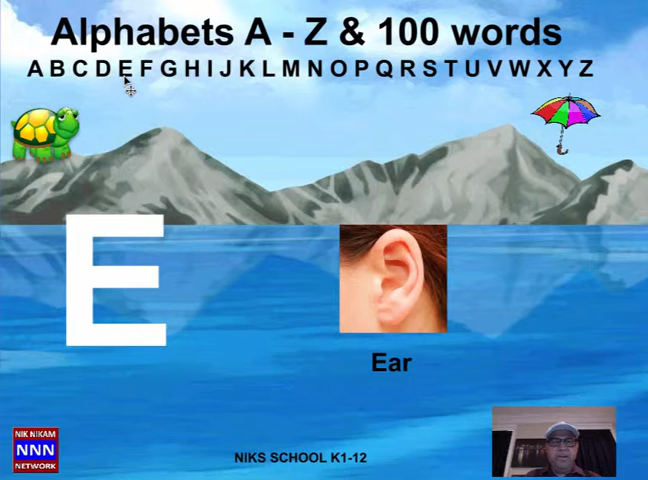 Alphabets A - Z & 100 words
A B C D E F G H I J K L M N O P Q R S T U V W X Y Z
E
Ear
NIK NIKAM
NNN
NETWORK
NIKS SCHOOL K1-12